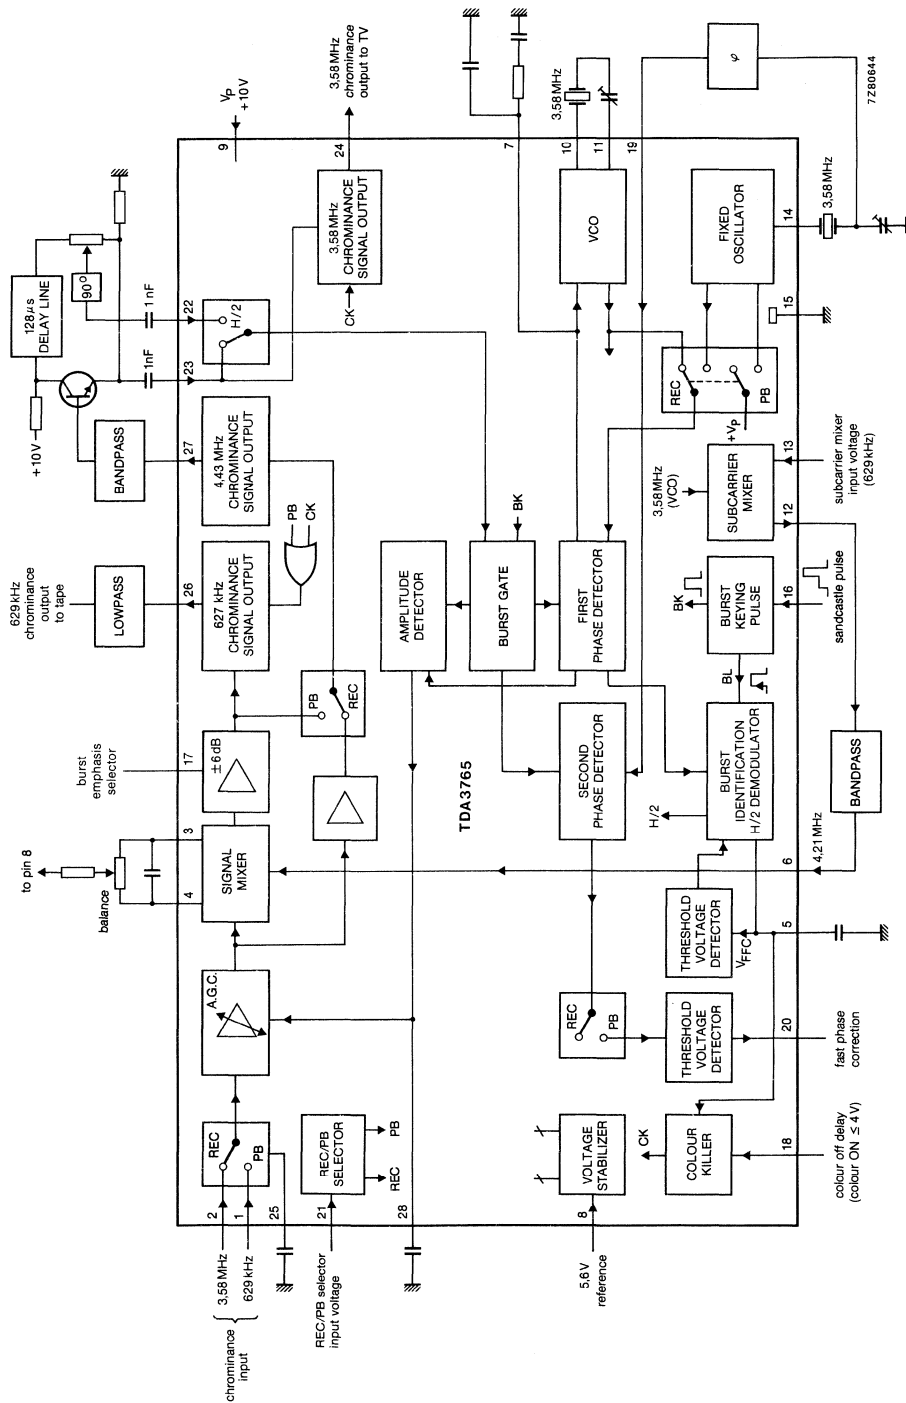 chrominance
input
3,58 MHz
629 kHz
2
1
25
REC
PB
A.G.C.
REC/PB selector
input voltage
21
REC/PB
SELECTOR
REC
PB
28
5,6 V
reference
8
VOLTAGE
STABILIZER
to pin 8
balance
4
3
SIGNAL
MIXER
burst
emphasis
selector
17
±6 dB
PB
REC
629 kHz
chrominance
output
to tape
LOWPASS
26
627 kHz
CHROMINANCE
SIGNAL OUTPUT
PB
CK
+10 V
BANDPASS
27
4,43 MHz
CHROMINANCE
SIGNAL OUTPUT
128µs
DELAY LINE
90°
1nF
1 nF
23
22
H/2
VP
+10 V
9
3,58 MHz
chrominance
output to TV
24
3,58 MHz
CHROMINANCE
SIGNAL OUTPUT
CK
TDA3765
AMPLITUDE
DETECTOR
BURST GATE
BK
FIRST
PHASE DETECTOR
SECOND
PHASE DETECTOR
REC
PB
THRESHOLD
VOLTAGE
DETECTOR
20
fast phase
correction
CK
COLOUR
KILLER
18
colour off delay
(colour ON ≤ 4 V)
THRESHOLD
VOLTAGE
DETECTOR
VFFC
5
H/2
BURST
IDENTIFICATION
H/2 DEMODULATOR
BL
6
4,21 MHz
BANDPASS
BK
BURST
KEYING
PULSE
16
sandcastle pulse
3,58 MHz
(VCO)
SUBCARRIER
MIXER
12
13
subcarrier mixer
input voltage
(629 kHz)
REC
PB
+VP
15
VCO
7
10
11
19
3,58 MHz
FIXED
OSCILLATOR
14
3,58 MHz
φ
7Z80644